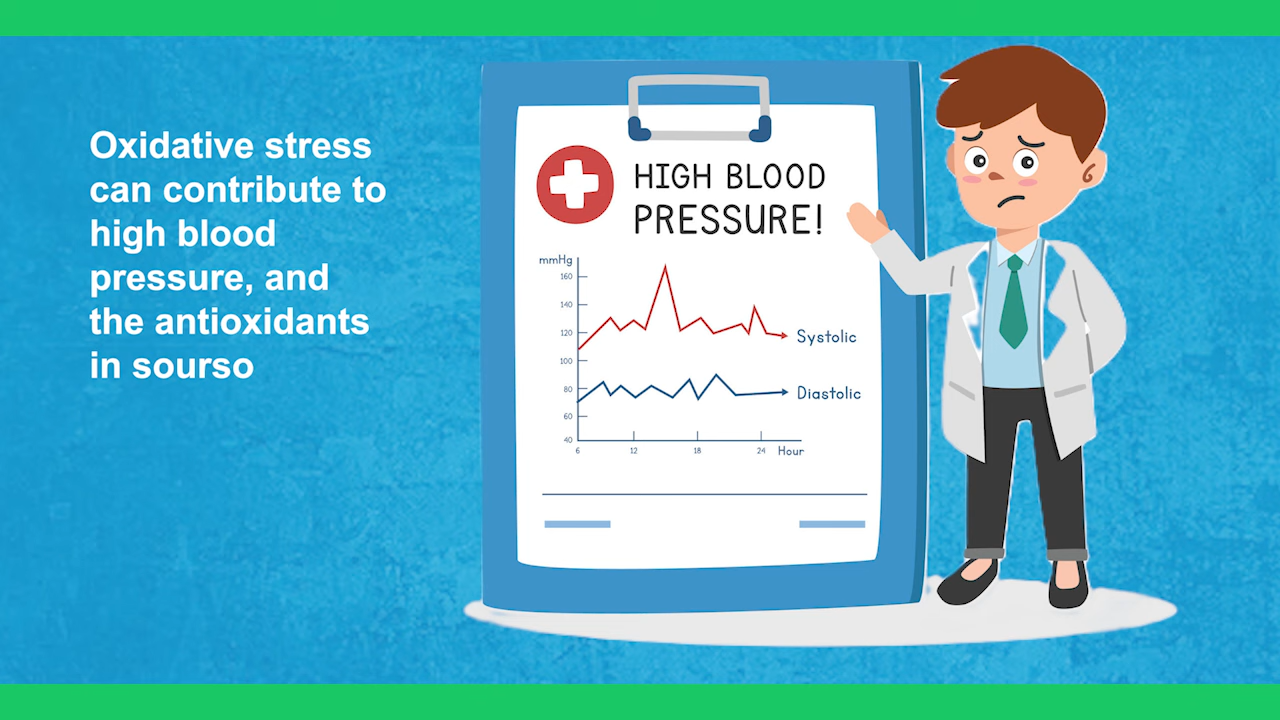 Oxidative stress
can contribute to
high blood
pressure, and
the antioxidants
in sourso
HIGH BLOOD
PRESSURE!
mmHg
160
140
120
100
80
60
40
Systolic
Diastolic
6 12 18 24 Hour